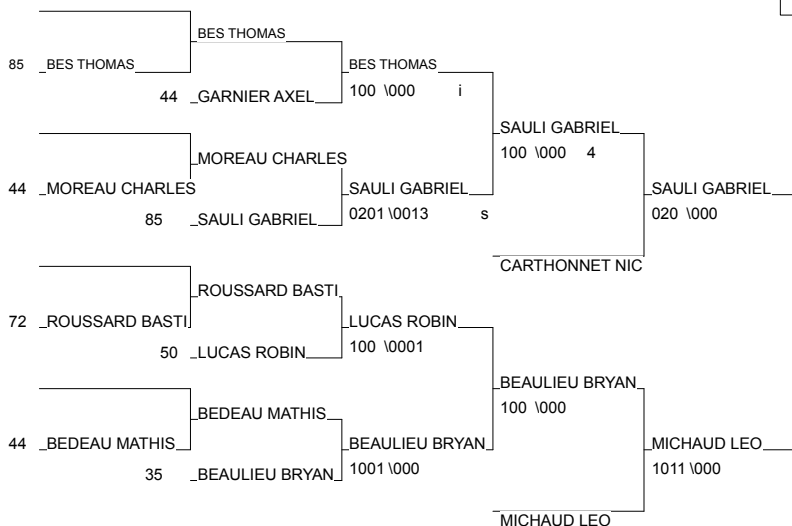 BES THOMAS
85 BES THOMAS
BES THOMAS
44 GARNIER AXEL
100 \000 i
SAULI GABRIEL
MOREAU CHARLES
100 \000 4
44 MOREAU CHARLES
SAULI GABRIEL
SAULI GABRIEL
85 SAULI GABRIEL
0201 \0013 s
020 \000
CARTHONNET NIC
ROUSSARD BASTI
72 ROUSSARD BASTI
LUCAS ROBIN
50 LUCAS ROBIN
100 \0001
BEAULIEU BRYAN
BEDEAU MATHIS
100 \000
44 BEDEAU MATHIS
BEAULIEU BRYAN
MICHAUD LEO
35 BEAULIEU BRYAN
1001 \000
1011 \000
MICHAUD LEO